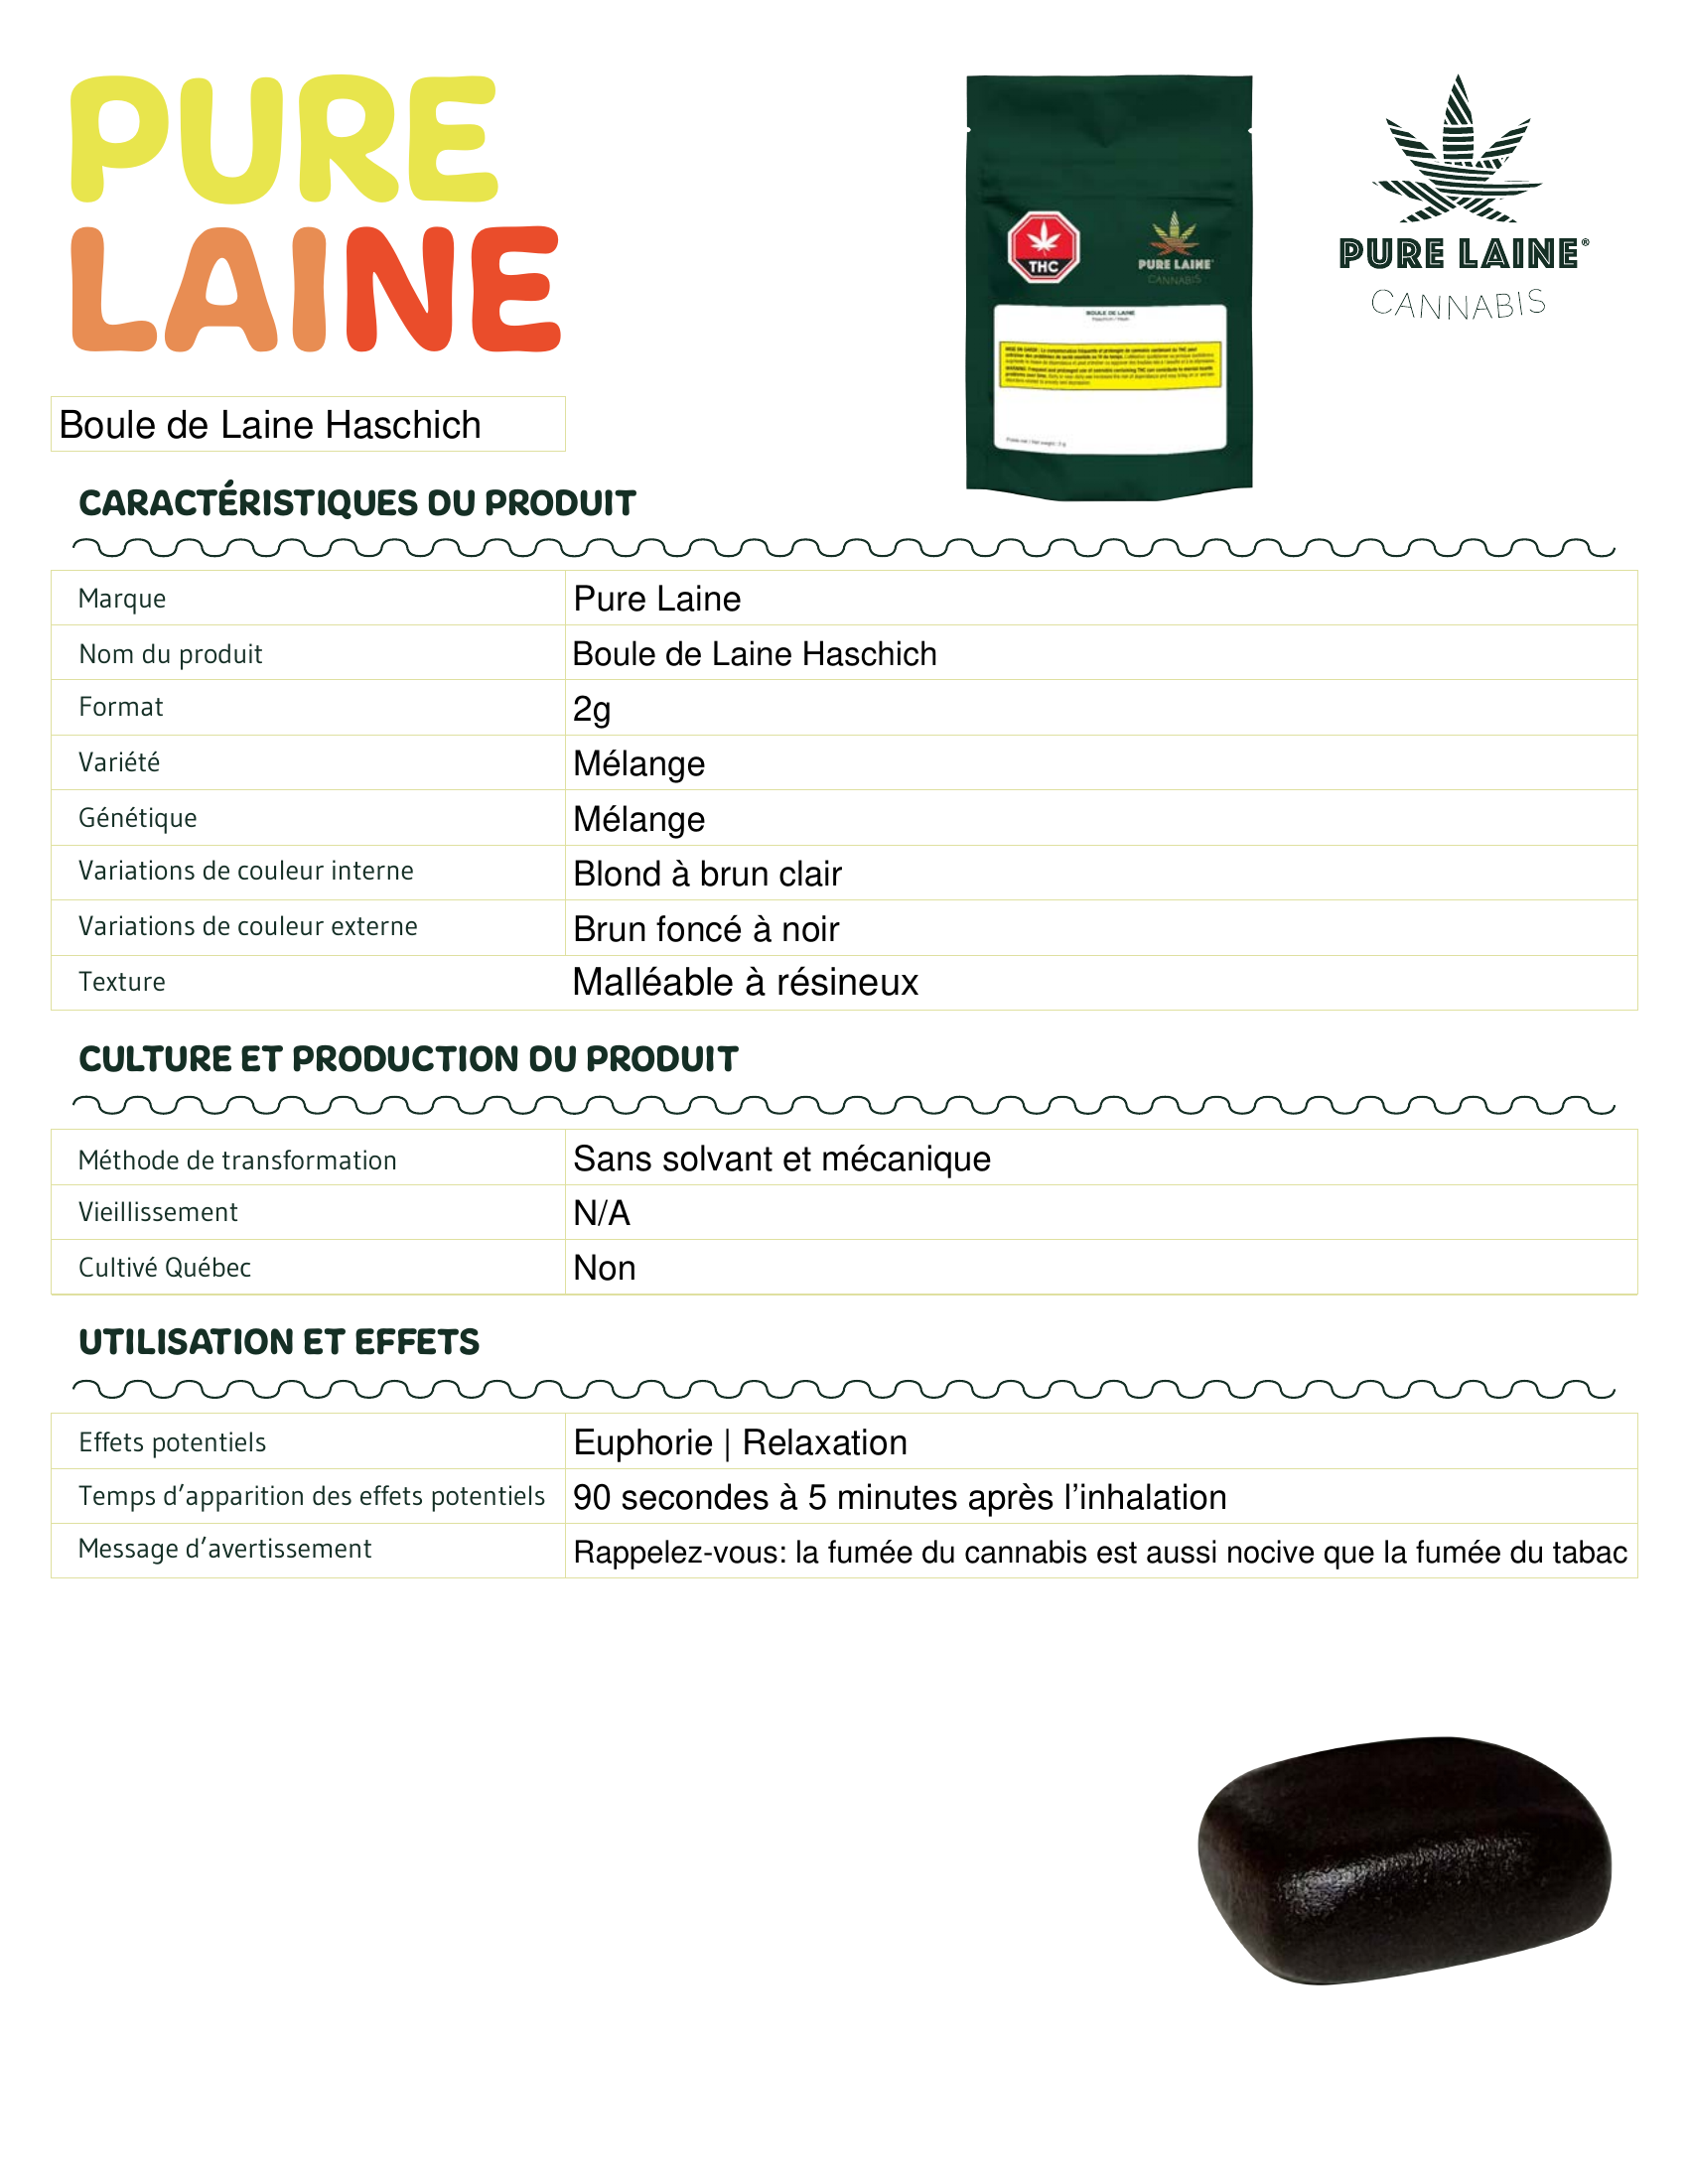 PURE
LAINE
THC
PURE LAINE
CANNABIS
BOULE DE LAINE
Haschich / Hash
PURE LAINE®
CANNABIS
Boule de Laine Haschich
CARACTÉRISTIQUES DU PRODUIT
Marque Pure Laine
Nom du produit Boule de Laine Haschich
Format 2g
Variété Mélange
Génétique Mélange
Variations de couleur interne Blond à brun clair
Variations de couleur externe Brun foncé à noir
Texture Malléable à résineux
CULTURE ET PRODUCTION DU PRODUIT
Méthode de transformation Sans solvant et mécanique
Vieillissement N/A
Cultivé Québec Non
UTILISATION ET EFFETS
Effets potentiels Euphorie | Relaxation
Temps d’apparition des effets potentiels 90 secondes à 5 minutes après l’inhalation
Message d’avertissement Rappelez-vous: la fumée du cannabis est aussi nocive que la fumée du tabac